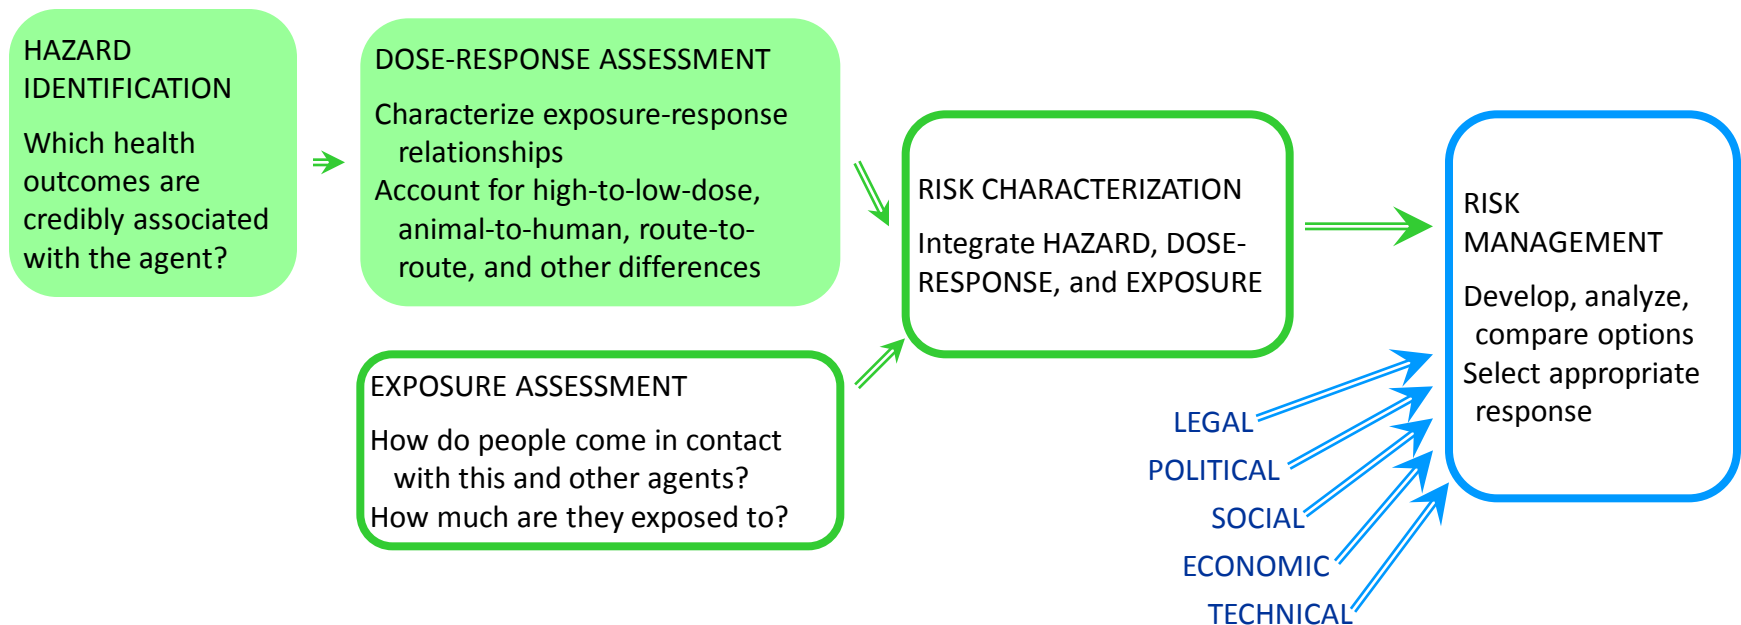 HAZARD
IDENTIFICATION
Which health
outcomes are
credibly associated
with the agent?
DOSE-RESPONSE ASSESSMENT
Characterize exposure-response
relationships
Account for high-to-low-dose,
animal-to-human, route-to-
route, and other differences
EXPOSURE ASSESSMENT
How do people come in contact
with this and other agents?
How much are they exposed to?
RISK CHARACTERIZATION
Integrate HAZARD, DOSE-
RESPONSE, and EXPOSURE
RISK
MANAGEMENT
Develop, analyze,
compare options
Select appropriate
response
LEGAL
POLITICAL
SOCIAL
ECONOMIC
TECHNICAL